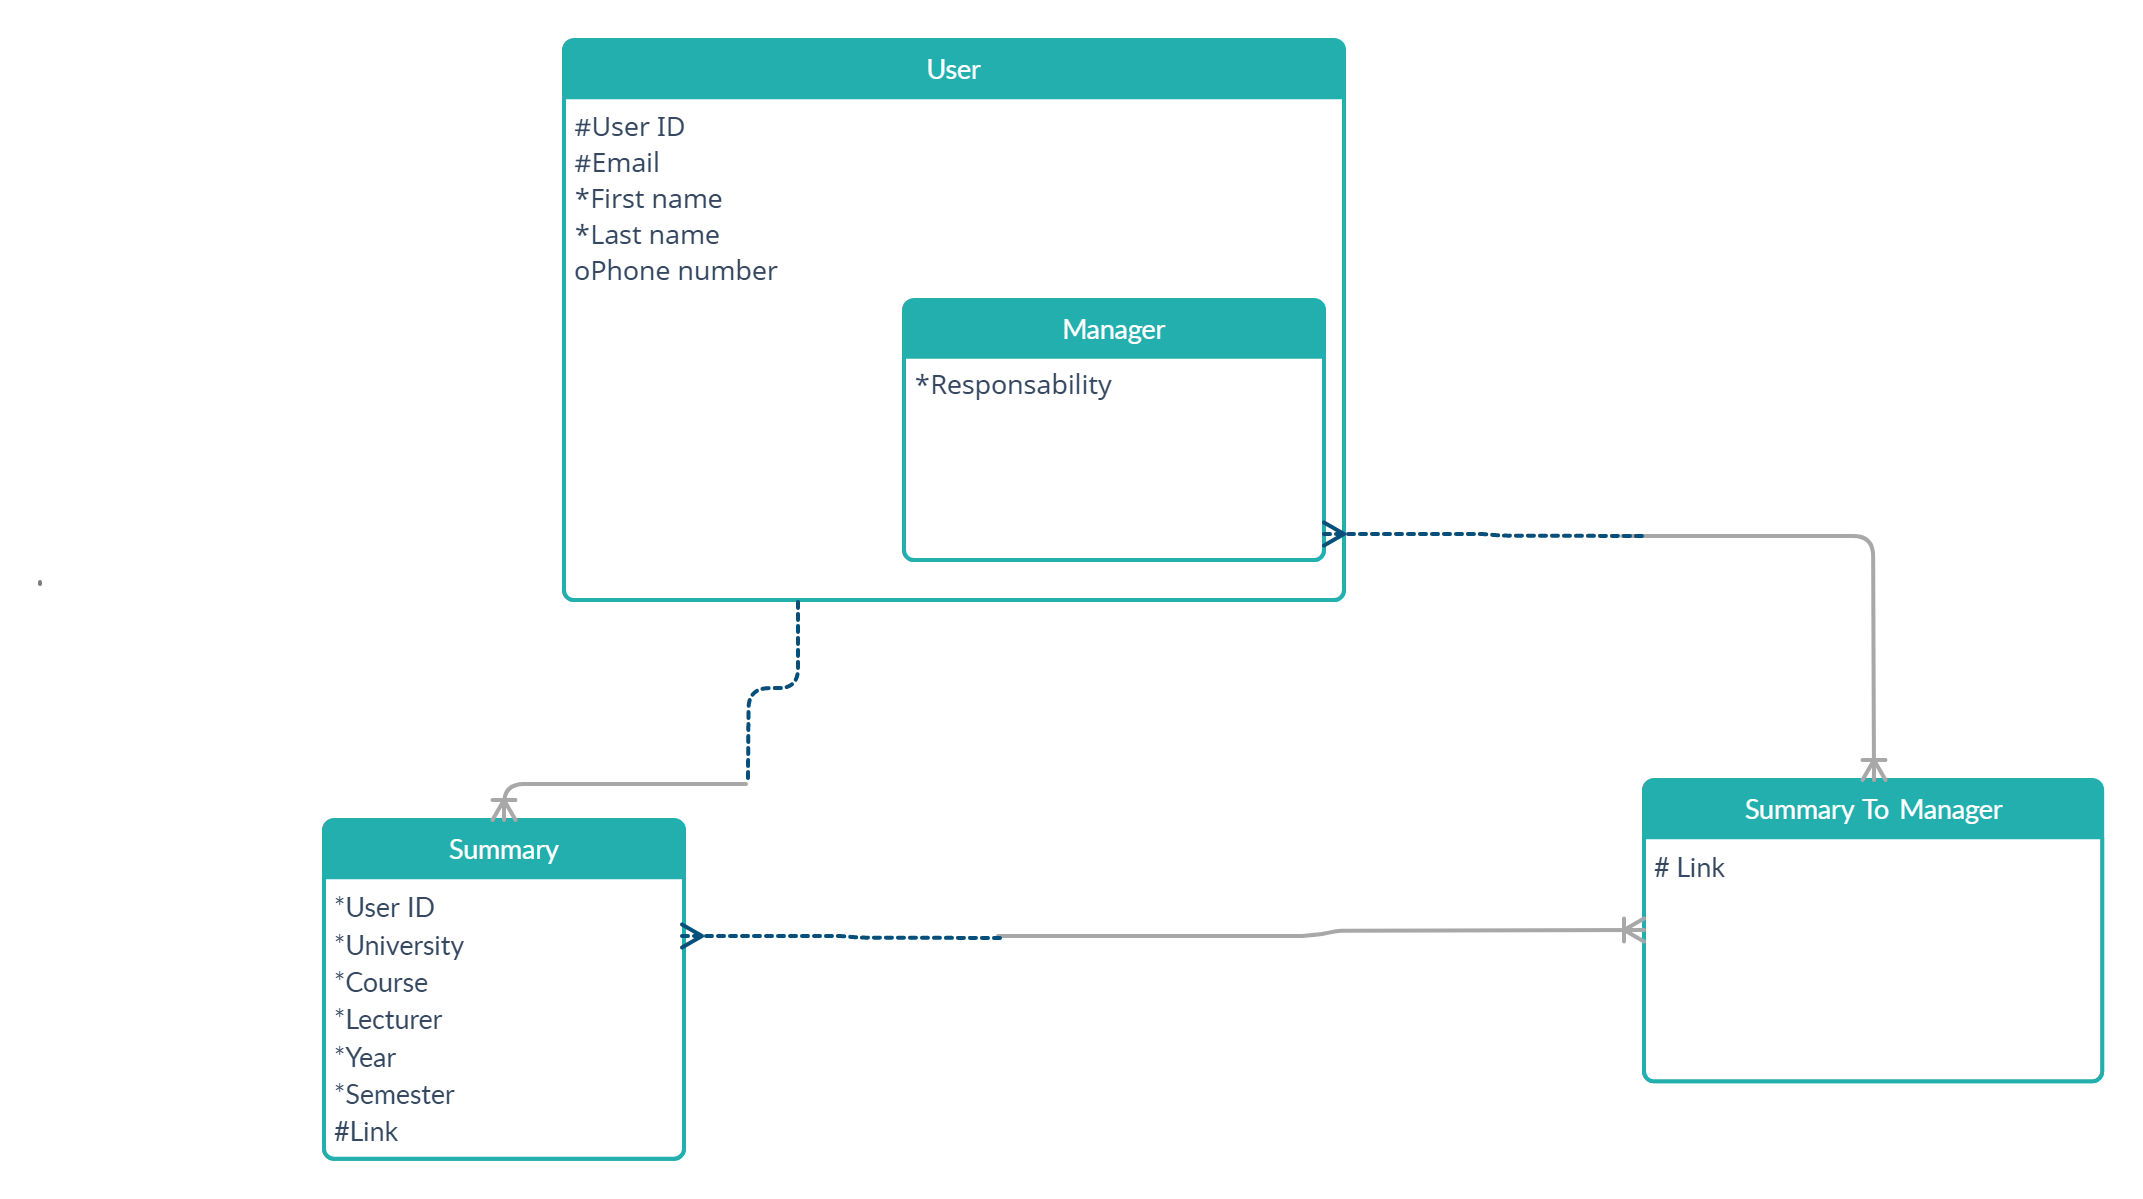 User
#User ID
#Email
*First name
*Last name
oPhone number
Manager
*Responsability
Summary
*User ID
*University
*Course
*Lecturer
*Year
*Semester
#Link
Summary To Manager
# Link